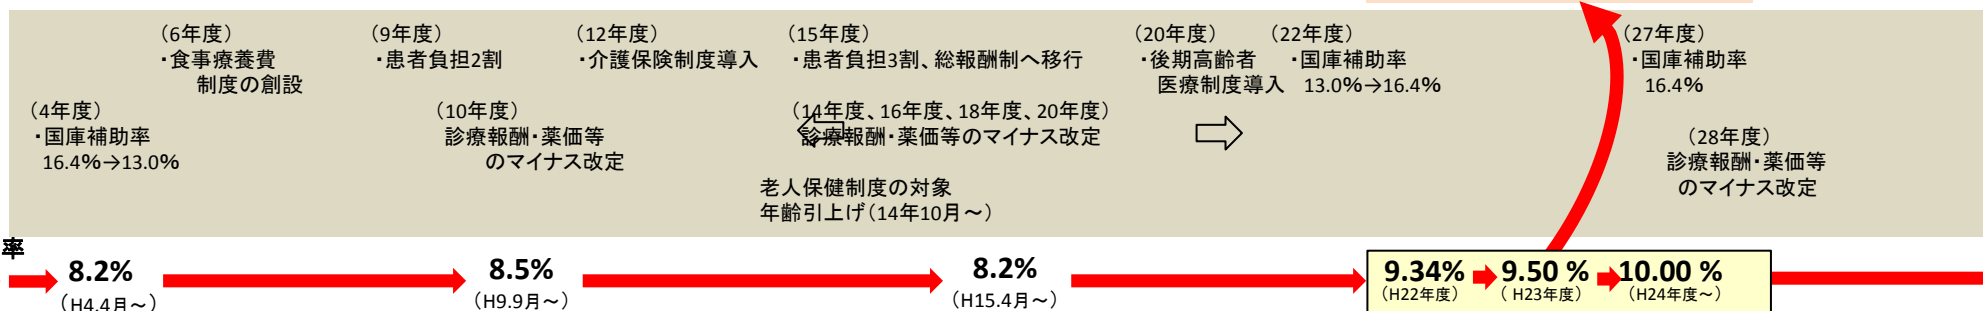 (6年度)
・食事療養費
制度の創設
(9年度)
・患者負担2割
(12年度)
・介護保険制度導入
(15年度)
・患者負担3割、総報酬制へ移行
(20年度)
・後期高齢者
医療制度導入
(22年度)
・国庫補助率
13.0%→16.4%
(27年度)
・国庫補助率
16.4%
(4年度)
・国庫補助率
16.4%→13.0%
(10年度)
診療報酬・薬価等
のマイナス改定
(14年度、16年度、18年度、20年度)
診療報酬・薬価等のマイナス改定
(28年度)
診療報酬・薬価等
のマイナス改定
老人保健制度の対象
年齢引上げ(14年10月～)
率
8.2%
(H4.4月～)
8.5%
(H9.9月～)
8.2%
(H15.4月～)
9.34%
(H22年度)
9.50 %
( H23年度)
10.00 %
(H24年度～)